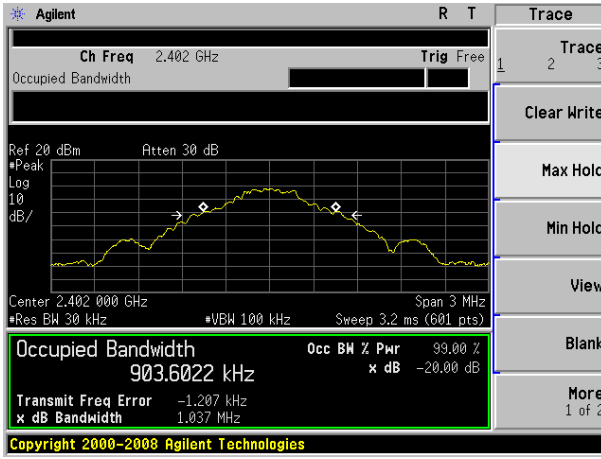 Agilent R T Trace
Ch Freq 2.402 GHz Trig Free
Occupied Bandwidth
Trace
1 2 3
Clear Write
Max Hold
Min Hold
View
Blank
More
1 of 2
Ref 20 dBm Atten 30 dB
#Peak
Log
10
dB/
Center 2.402 000 GHz Span 3 MHz
#Res BW 30 kHz #VBW 100 kHz Sweep 3.2 ms (601 pts)
Occupied Bandwidth Occ BW % Pwr 99.00 %
903.6022 kHz x dB -20.00 dB
Transmit Freq Error -1.207 kHz
x dB Bandwidth 1.037 MHz
Copyright 2000-2008 Agilent Technologies